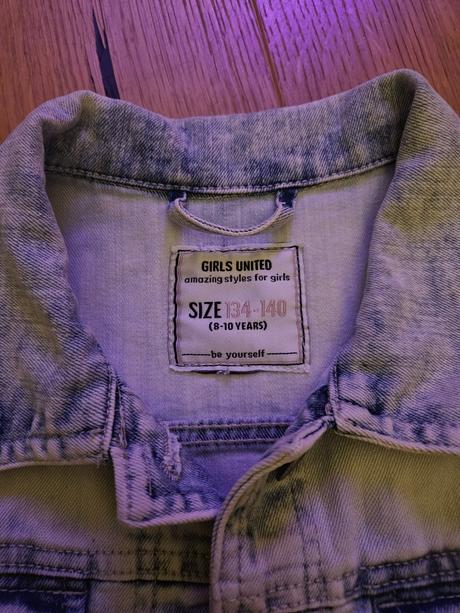 GIRLS UNITED
amazing styles for girls
SIZE 134-140
(8-10 YEARS)
be yourself